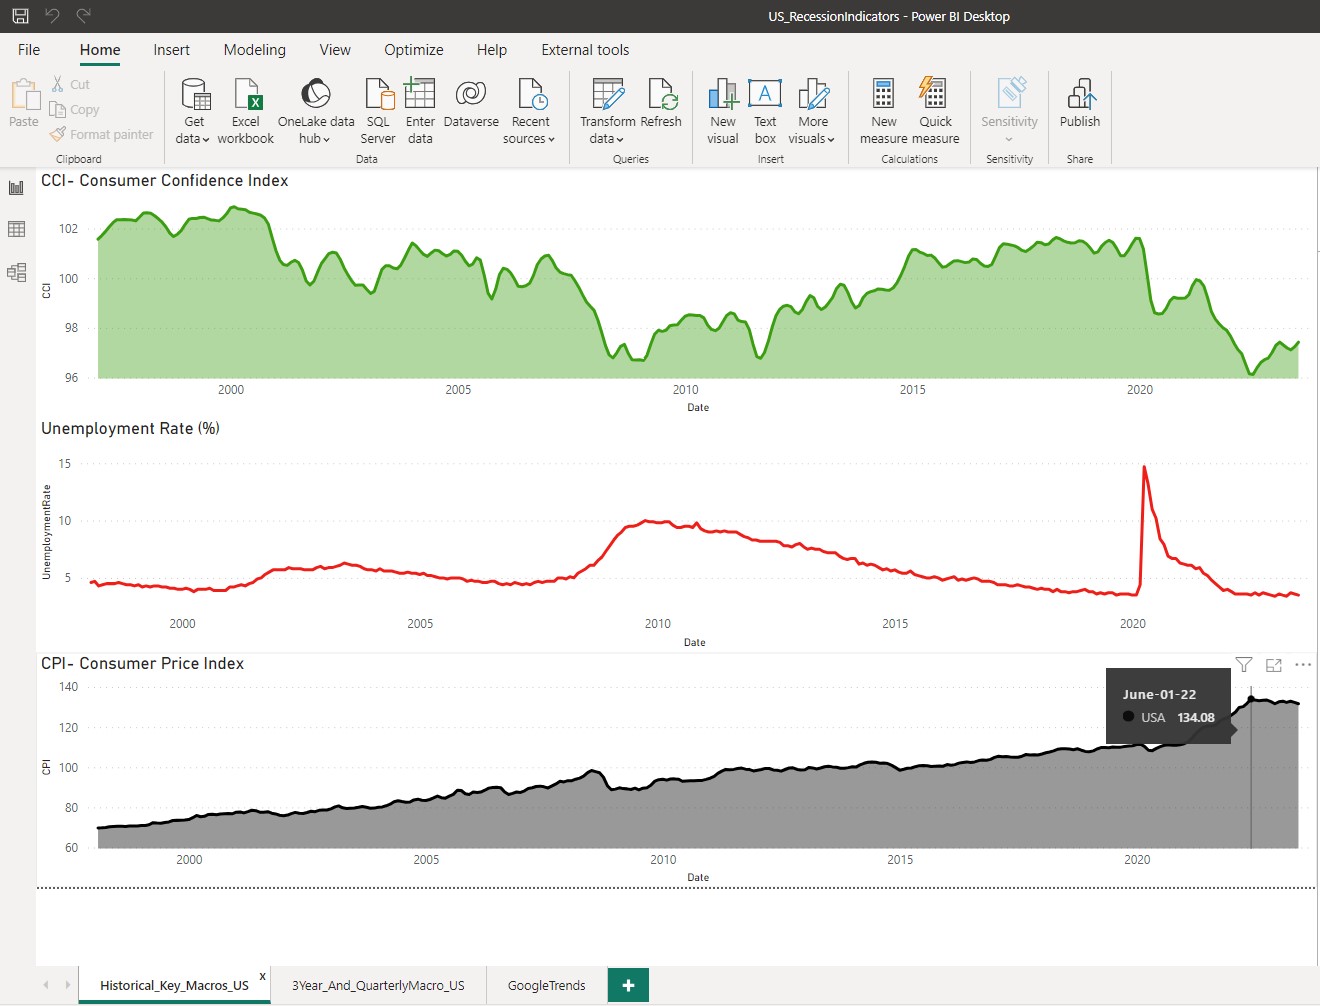 US_RecessionIndicators - Power BI Desktop
File Home Insert Modeling View Optimize Help External tools
Paste
Cut
Copy
Format painter
Clipboard
Get data
Excel workbook
OneLake data hub
SQL Server
Enter data
Dataverse
Recent sources
Data
Transform data
Refresh
Queries
New visual
Text box
More visuals
Insert
New measure
Quick measure
Calculations
Sensitivity
Sensitivity
Publish
Share
CCI- Consumer Confidence Index
102
100
98
96
CCI
2000 2005 2010 2015 2020
Date
Unemployment Rate (%)
15
10
5
UnemploymentRate
2000 2005 2010 2015 2020
Date
CPI- Consumer Price Index
140
120
100
80
60
CPI
June-01-22
USA 134.08
2000 2005 2010 2015 2020
Date
Historical_Key_Macros_US x 3Year_And_QuarterlyMacro_US GoogleTrends +